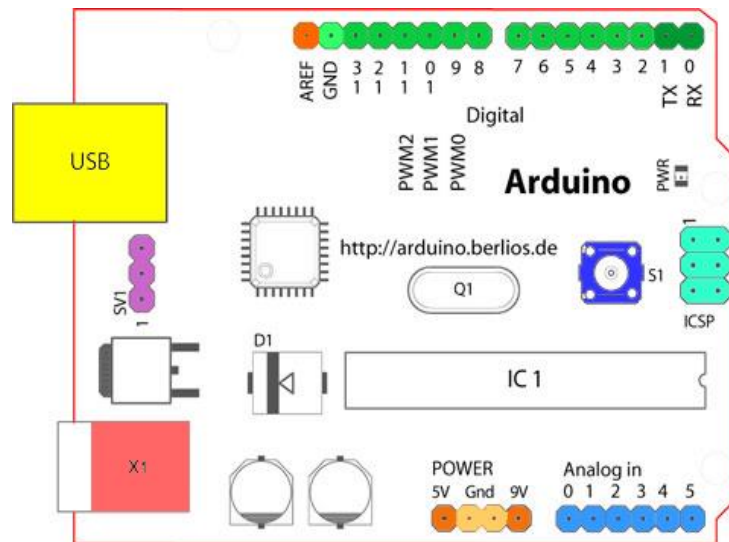 AREF
GND
13
12
11
10
9 8
7 6 5 4 3 2 1 0
TX
RX
Digital
USB
PWM2
PWM1
PWM0
Arduino
PWR
1
http://arduino.berlios.de
SV1
1
Q1
S1
ICSP
D1
IC 1
X1
POWER
5V Gnd 9V
Analog in
0 1 2 3 4 5